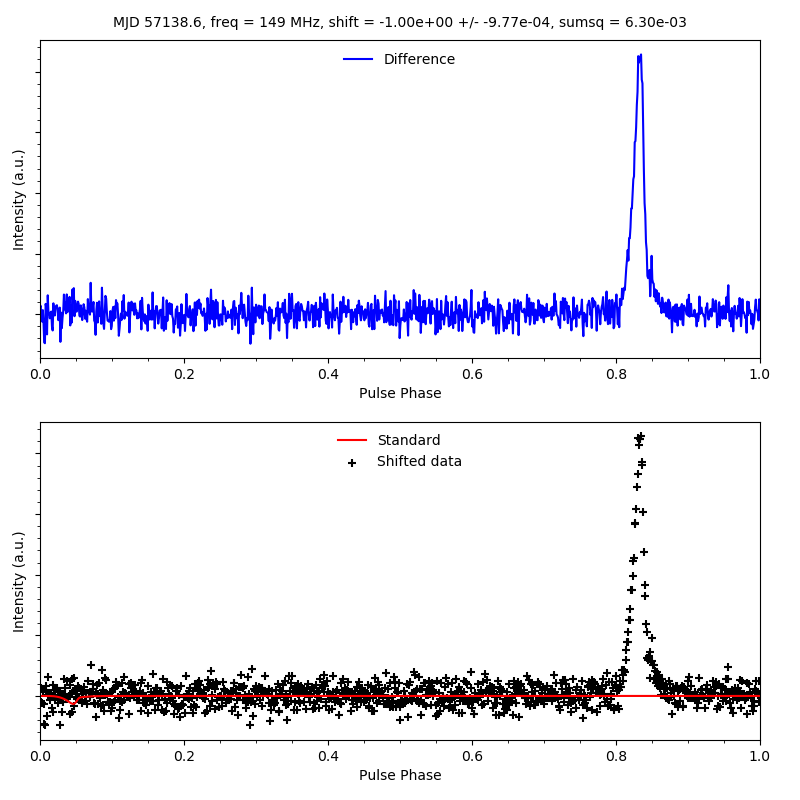 MJD 57138.6, freq = 149 MHz, shift = -1.00e+00 +/- -9.77e-04, sumsq = 6.30e-03
Difference
Intensity (a.u.)
0.0 0.2 0.4 0.6 0.8 1.0
Pulse Phase
Standard
Shifted data
Intensity (a.u.)
0.0 0.2 0.4 0.6 0.8 1.0
Pulse Phase